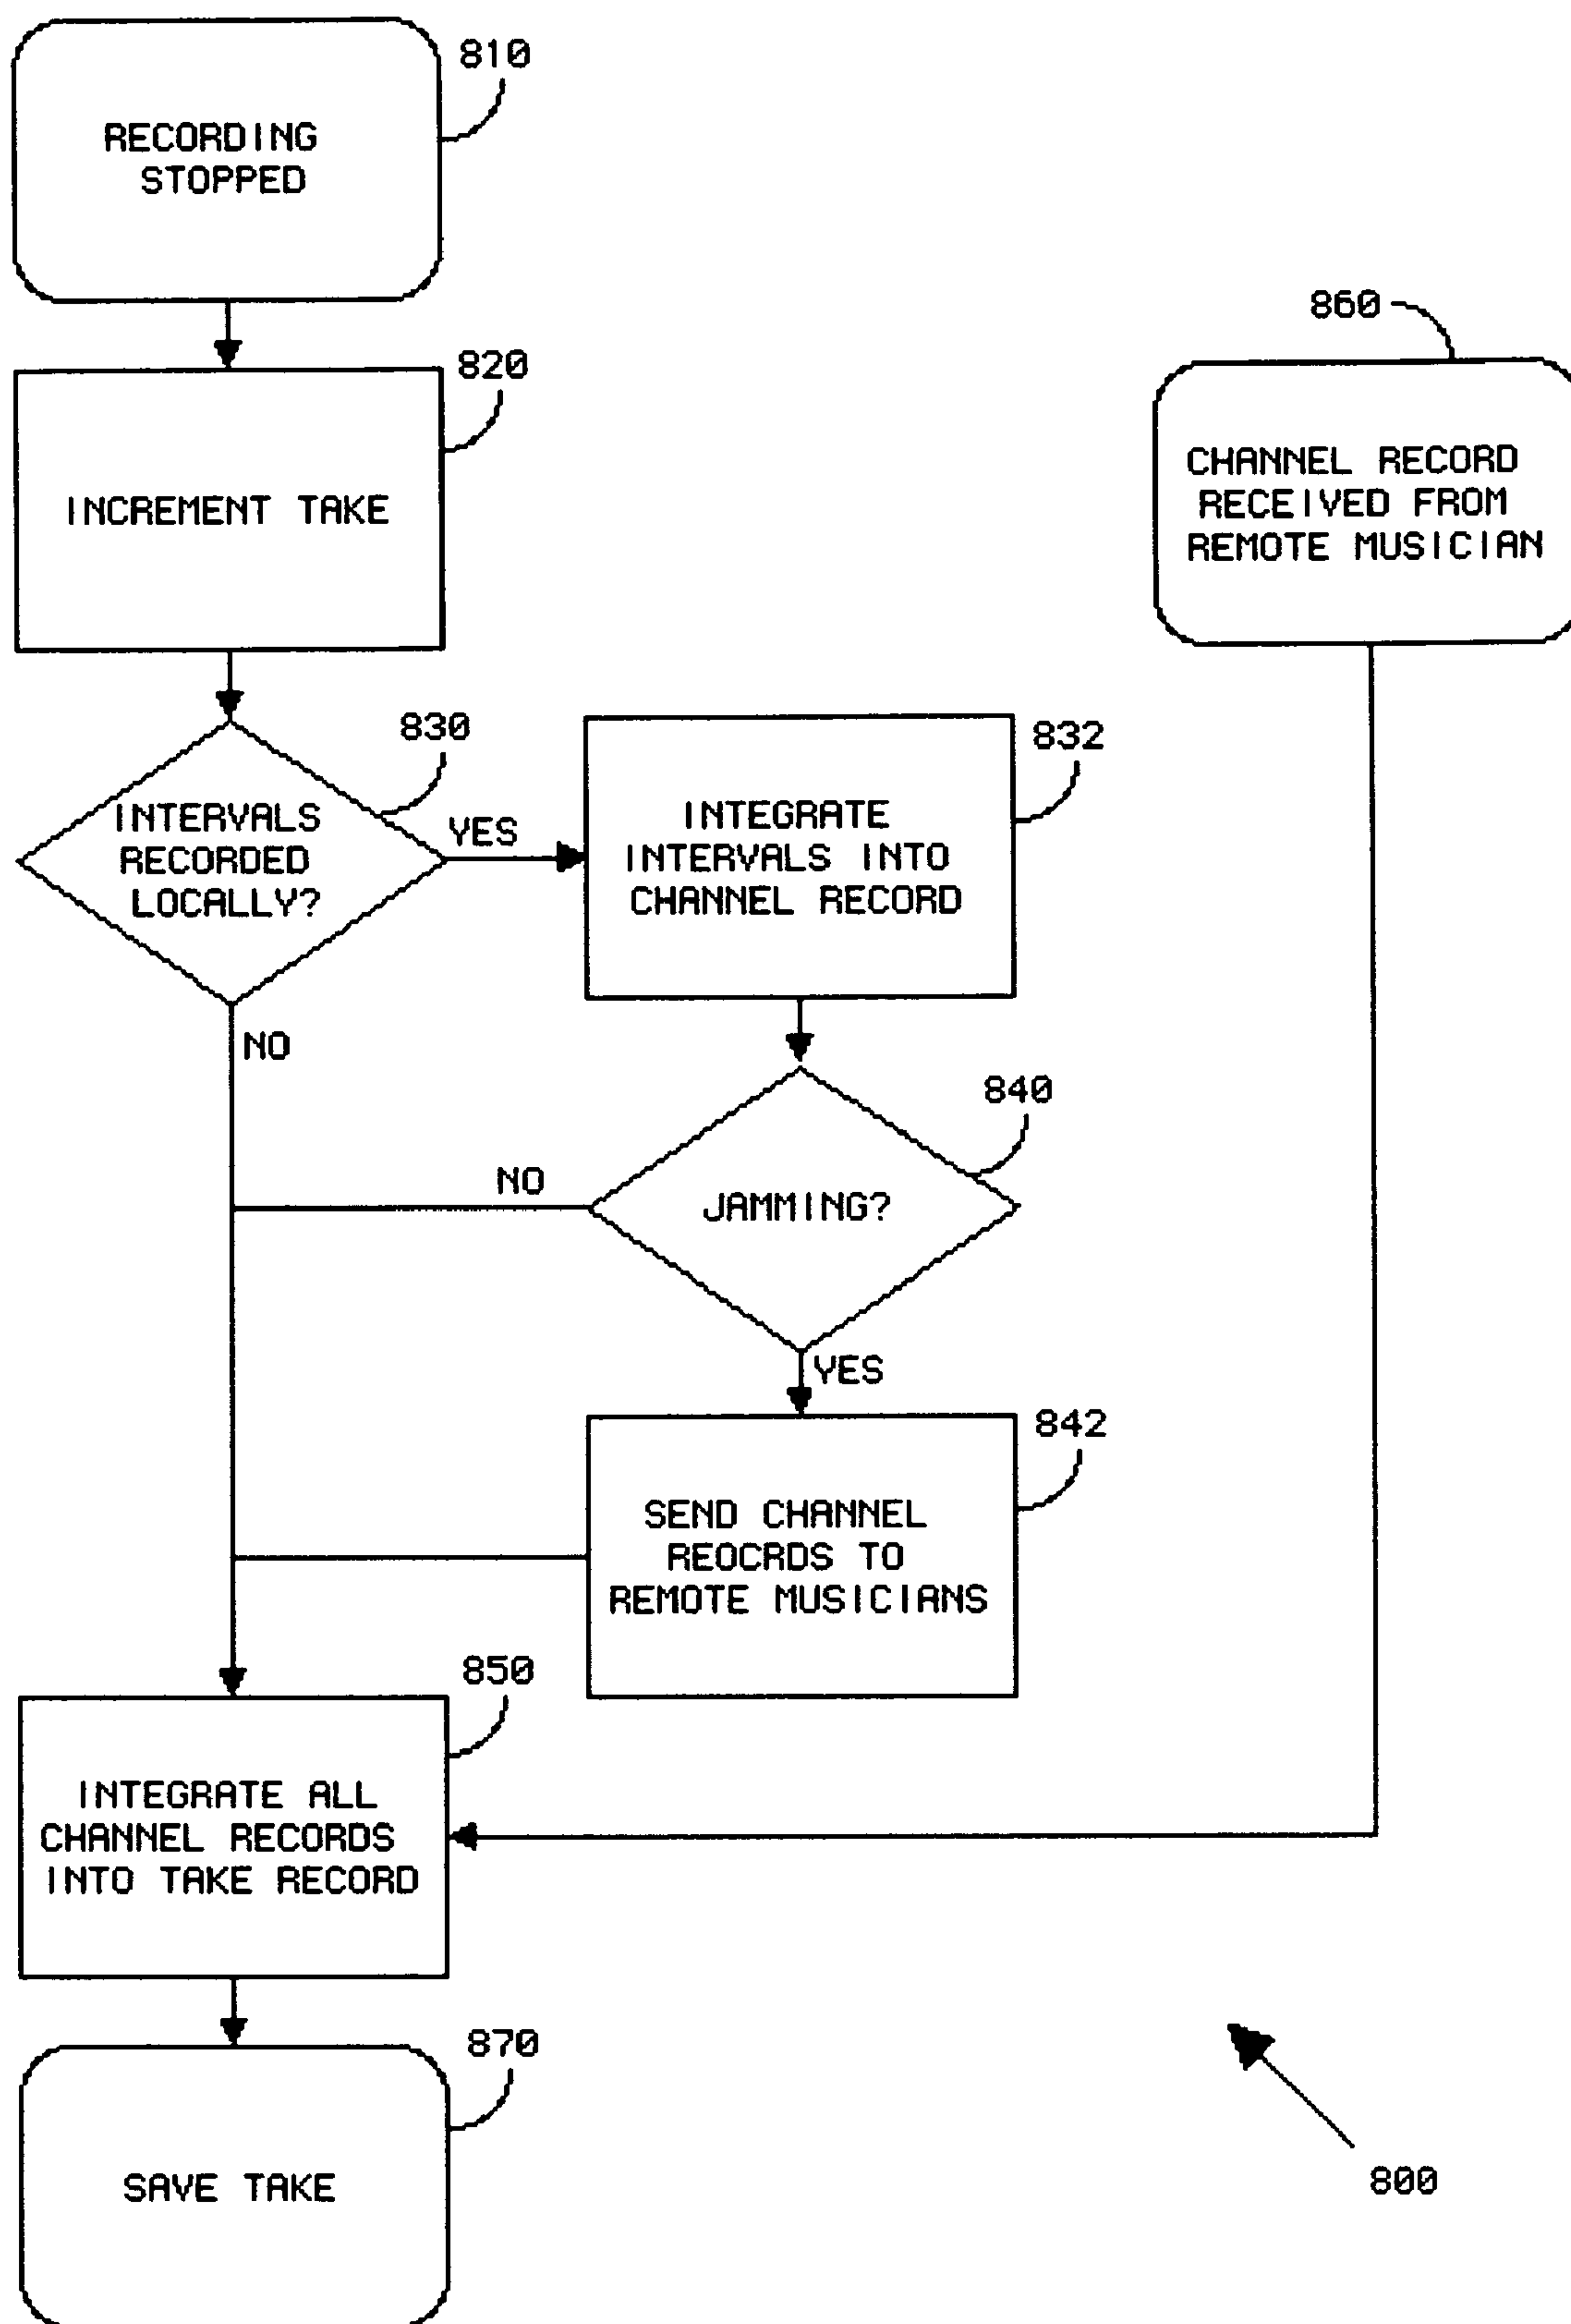 810
RECORDING
STOPPED
820
INCREMENT TAKE
860
CHANNEL RECORD
RECEIVED FROM
REMOTE MUSICIAN
830
INTERVALS
RECORDED
LOCALLY?
YES
NO
832
INTEGRATE
INTERVALS INTO
CHANNEL RECORD
840
JAMMING?
NO
YES
842
SEND CHANNEL
REOCRDS TO
REMOTE MUSICIANS
850
INTEGRATE ALL
CHANNEL RECORDS
INTO TAKE RECORD
870
SAVE TAKE
800